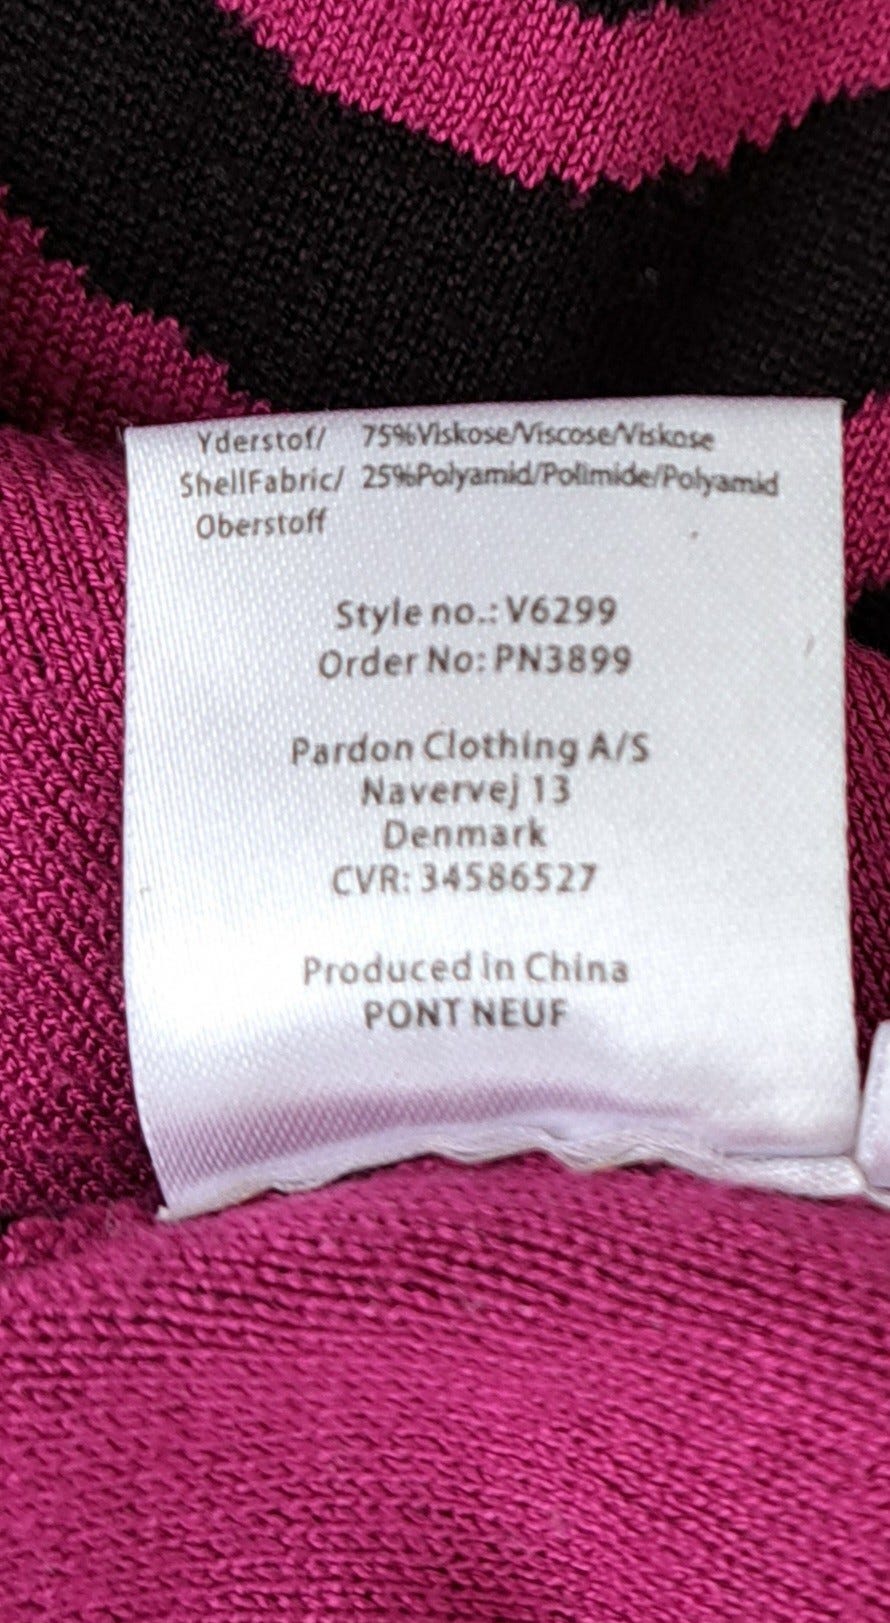 Yderstof/ 75%Viskose/Viscose/Viskose
ShellFabric/ 25%Polyamid/Polimide/Polyamid
Oberstoff
Style no.: V6299
Order No: PN3899
Pardon Clothing A/S
Navervej 13
Denmark
CVR: 34586527
Produced in China
PONT NEUF